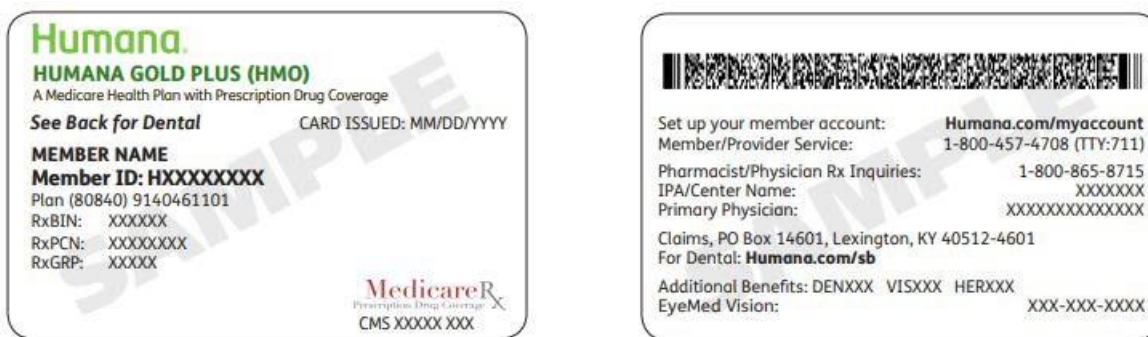 Humana.
HUMANA GOLD PLUS (HMO)
A Medicare Health Plan with Prescription Drug Coverage
See Back for Dental CARD ISSUED: MM/DD/YYYY
MEMBER NAME
Member ID: HXXXXXXXX
Plan (80840) 9140461101
RxBIN: XXXXXX
RxPCN: XXXXXXXX
RxGRP: XXXXX
MedicareRx
Prescription Drug Coverage
CMS XXXXX XXX
SAMPLE
Set up your member account: Humana.com/myaccount
Member/Provider Service: 1-800-457-4708 (TTY:711)
Pharmacist/Physician Rx Inquiries: 1-800-865-8715
IPA/Center Name: XXXXXXX
Primary Physician: XXXXXXXXXXXXXX
Claims, PO Box 14601, Lexington, KY 40512-4601
For Dental: Humana.com/sb
Additional Benefits: DENXXX VISXXX HERXXX
EyeMed Vision: XXX-XXX-XXXX
SAMPLE